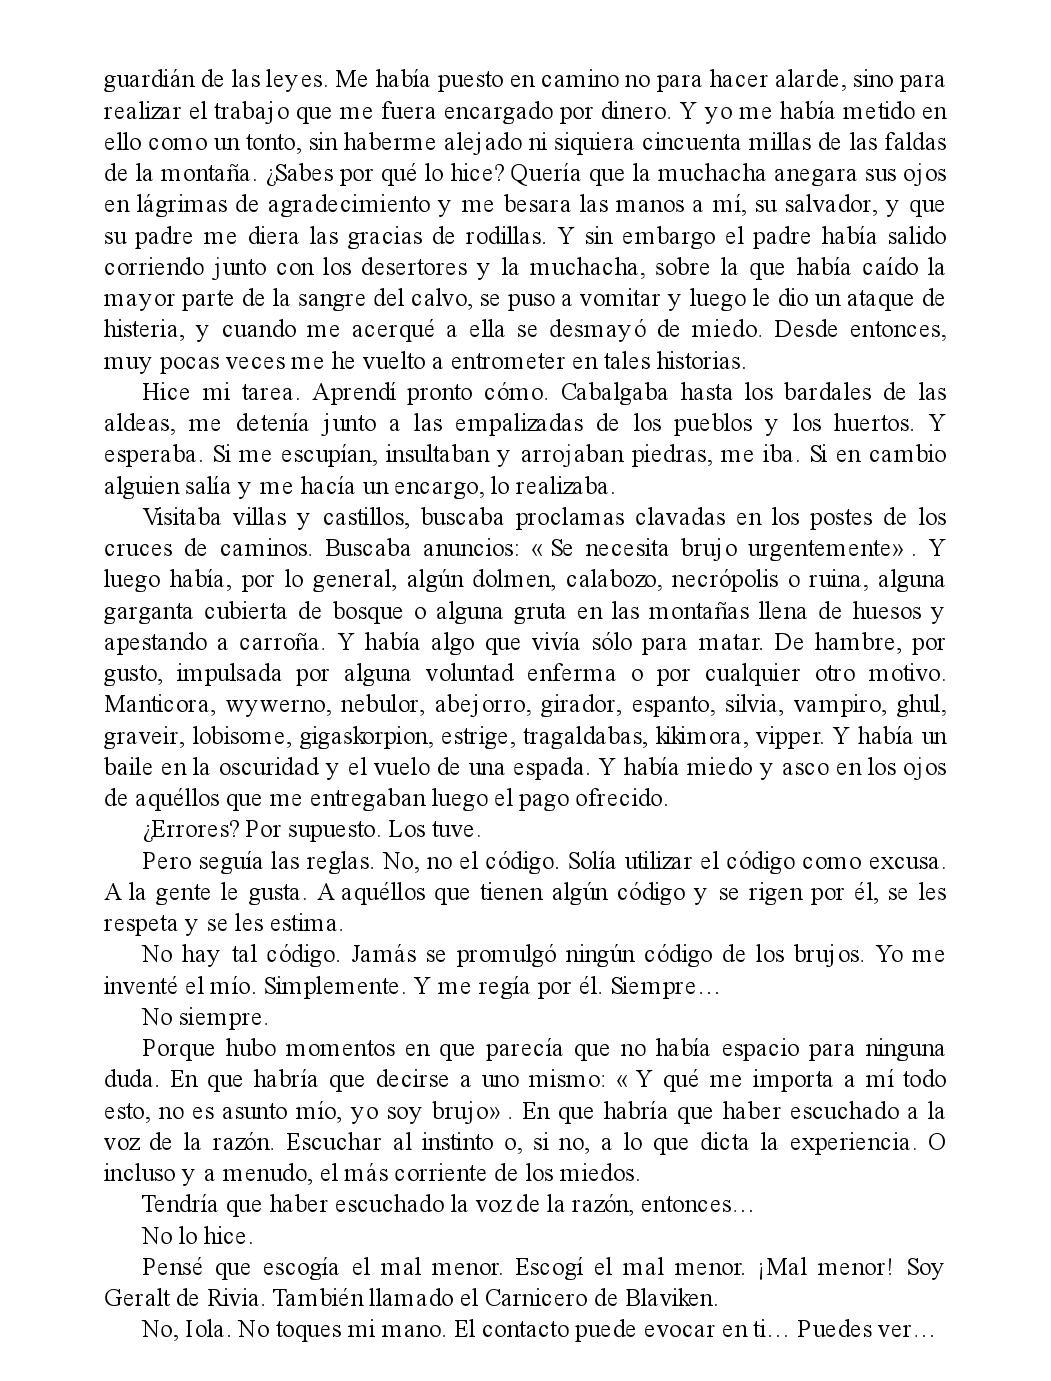 guardián de las leyes. Me había puesto en camino no para hacer alarde, sino para
realizar el trabajo que me fuera encargado por dinero. Y yo me había metido en
ello como un tonto, sin haberme alejado ni siquiera cincuenta millas de las faldas
de la montaña. ¿Sabes por qué lo hice? Quería que la muchacha anegara sus ojos
en lágrimas de agradecimiento y me besara las manos a mí, su salvador, y que
su padre me diera las gracias de rodillas. Y sin embargo el padre había salido
corriendo junto con los desertores y la muchacha, sobre la que había caído la
mayor parte de la sangre del calvo, se puso a vomitar y luego le dio un ataque de
histeria, y cuando me acerqué a ella se desmayó de miedo. Desde entonces,
muy pocas veces me he vuelto a entrometer en tales historias.
Hice mi tarea. Aprendí pronto cómo. Cabalgaba hasta los bardales de las
aldeas, me detenía junto a las empalizadas de los pueblos y los huertos. Y
esperaba. Si me escupían, insultaban y arrojaban piedras, me iba. Si en cambio
alguien salía y me hacía un encargo, lo realizaba.
Visitaba villas y castillos, buscaba proclamas clavadas en los postes de los
cruces de caminos. Buscaba anuncios: « Se necesita brujo urgentemente» . Y
luego había, por lo general, algún dolmen, calabozo, necrópolis o ruina, alguna
garganta cubierta de bosque o alguna gruta en las montañas llena de huesos y
apestando a carroña. Y había algo que vivía sólo para matar. De hambre, por
gusto, impulsada por alguna voluntad enferma o por cualquier otro motivo.
Manticora, wywerno, nebulor, abejorro, girador, espanto, silvia, vampiro, ghul,
graveir, lobisome, gigaskorpion, estrige, tragaldabas, kikimora, vipper. Y había un
baile en la oscuridad y el vuelo de una espada. Y había miedo y asco en los ojos
de aquéllos que me entregaban luego el pago ofrecido.
¿Errores? Por supuesto. Los tuve.
Pero seguía las reglas. No, no el código. Solía utilizar el código como excusa.
A la gente le gusta. A aquéllos que tienen algún código y se rigen por él, se les
respeta y se les estima.
No hay tal código. Jamás se promulgó ningún código de los brujos. Yo me
inventé el mío. Simplemente. Y me regía por él. Siempre…
No siempre.
Porque hubo momentos en que parecía que no había espacio para ninguna
duda. En que habría que decirse a uno mismo: « Y qué me importa a mí todo
esto, no es asunto mío, yo soy brujo» . En que habría que haber escuchado a la
voz de la razón. Escuchar al instinto o, si no, a lo que dicta la experiencia. O
incluso y a menudo, el más corriente de los miedos.
Tendría que haber escuchado la voz de la razón, entonces…
No lo hice.
Pensé que escogía el mal menor. Escogí el mal menor. ¡Mal menor! Soy
Geralt de Rivia. También llamado el Carnicero de Blaviken.
No, Iola. No toques mi mano. El contacto puede evocar en ti… Puedes ver…